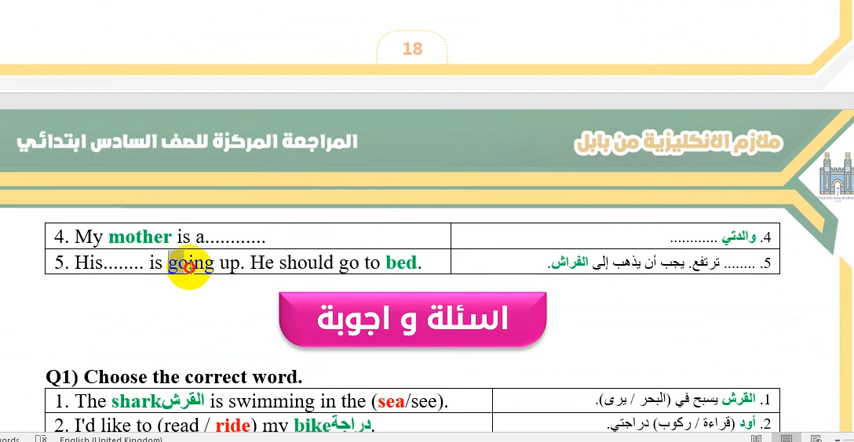 18
ملازم الانكليزية من بابل
المراجعة المركزة للصف السادس ابتدائي
4. My mother is a............
4. والدتي ............
5. His........ is going up. He should go to bed.
5. ........ ترتفع. يجب أن يذهب إلى الفراش.
اسئلة و اجوبة
Q1) Choose the correct word.
1. The sharkالقرش is swimming in the (sea/see).
1. القرش يسبح في (البحر / يرى).
2. I'd like to (read / ride) my bikeدراجة.
2. أود (قراءة / ركوب) دراجتي.
words English (United Kingdom)